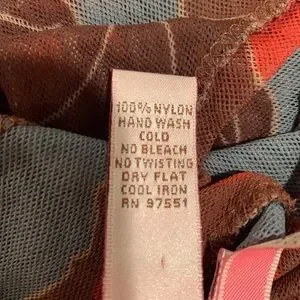 100% NYLON
HAND WASH
COLD
NO BLEACH
NO TWISTING
DRY FLAT
COOL IRON
RN 97551